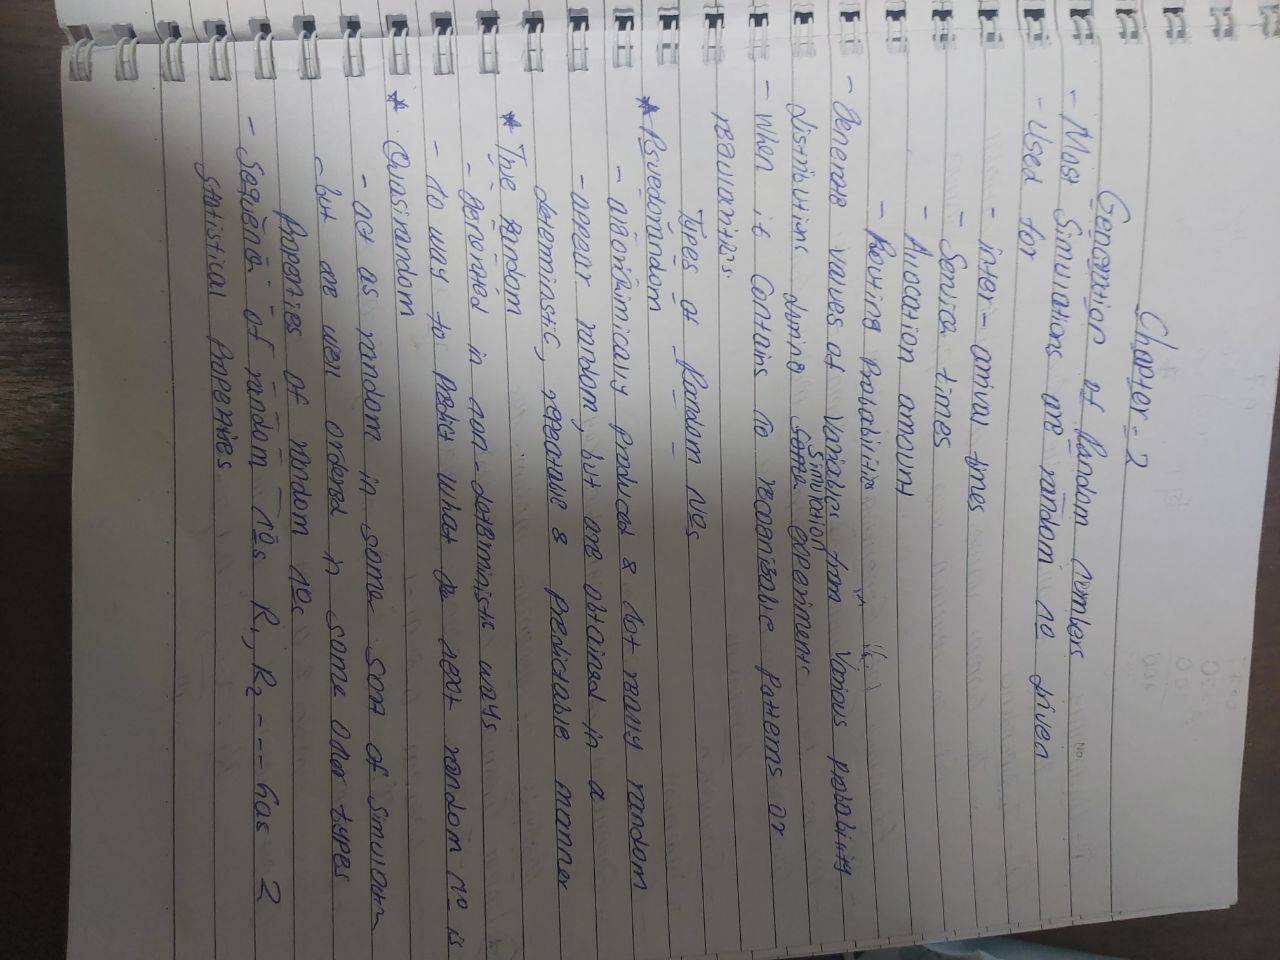 Chapter - 2
Generation of Random numbers
- Most Simulations are random no driven
- Used for
- inter - arrival times
- Service times
- Allocation amount
- Routing Probabilities
- Generate values of Variables from Various probability
simulation
distributions during some experiments
- When it contains no recognizable patterns or
regularities.
Types of Random Nos
* Psuedorandom
- algorithmically produced & not really random
- appear random, but are obtained in a
deterministic, repeatable & predictable manner
* True random
- generated in non-deterministic ways
- no way to predict what next random no is
* Quasirandom
- act as random in some sort of simulation
- but are well ordered in some other types
Properties of random nos
- Sequence of random nos R1, R2 --- has 2
statistical Properties